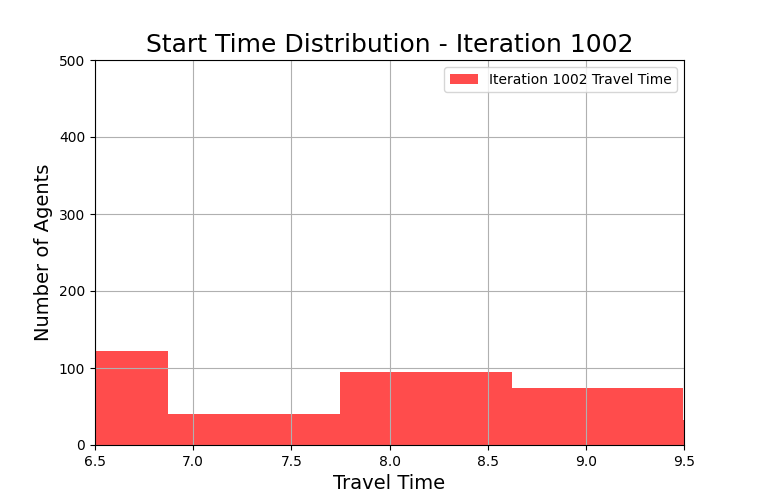 Start Time Distribution - Iteration 1002
500
Iteration 1002 Travel Time
400
300
200
100
0
Number of Agents
6.5 7.0 7.5 8.0 8.5 9.0 9.5
Travel Time